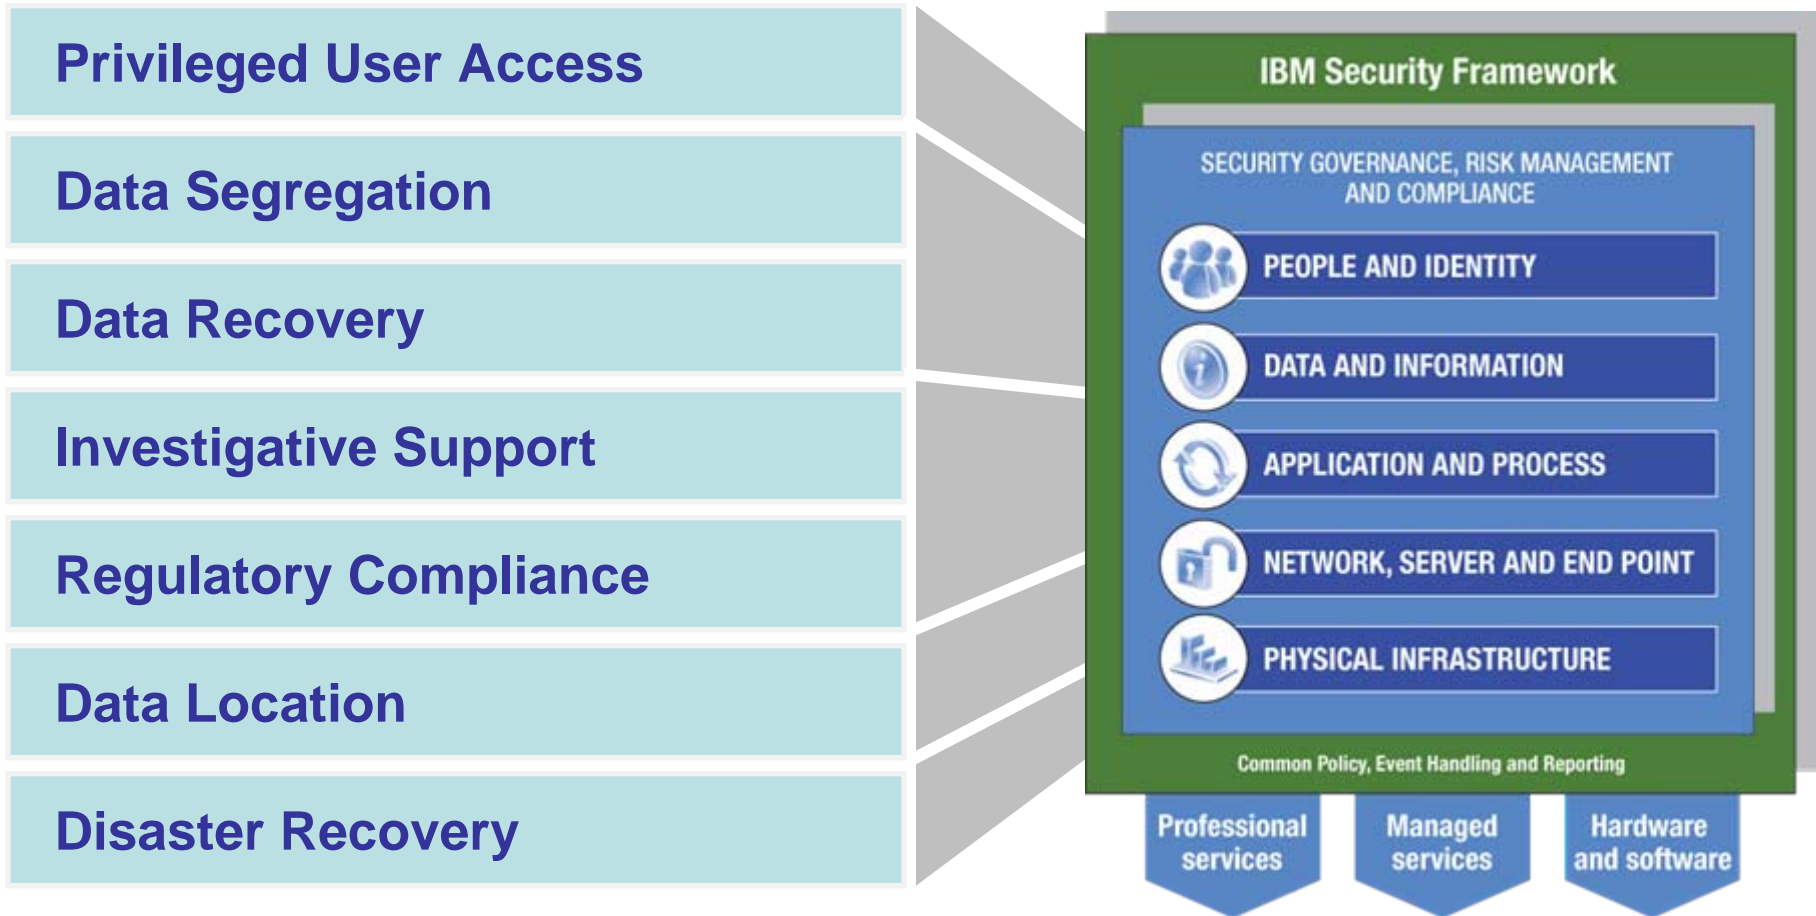 Privileged User Access
Data Segregation
Data Recovery
Investigative Support
Regulatory Compliance
Data Location
Disaster Recovery
IBM Security Framework
SECURITY GOVERNANCE, RISK MANAGEMENT
AND COMPLIANCE
PEOPLE AND IDENTITY
DATA AND INFORMATION
APPLICATION AND PROCESS
NETWORK, SERVER AND END POINT
PHYSICAL INFRASTRUCTURE
Common Policy, Event Handling and Reporting
Professional
services
Managed
services
Hardware
and software